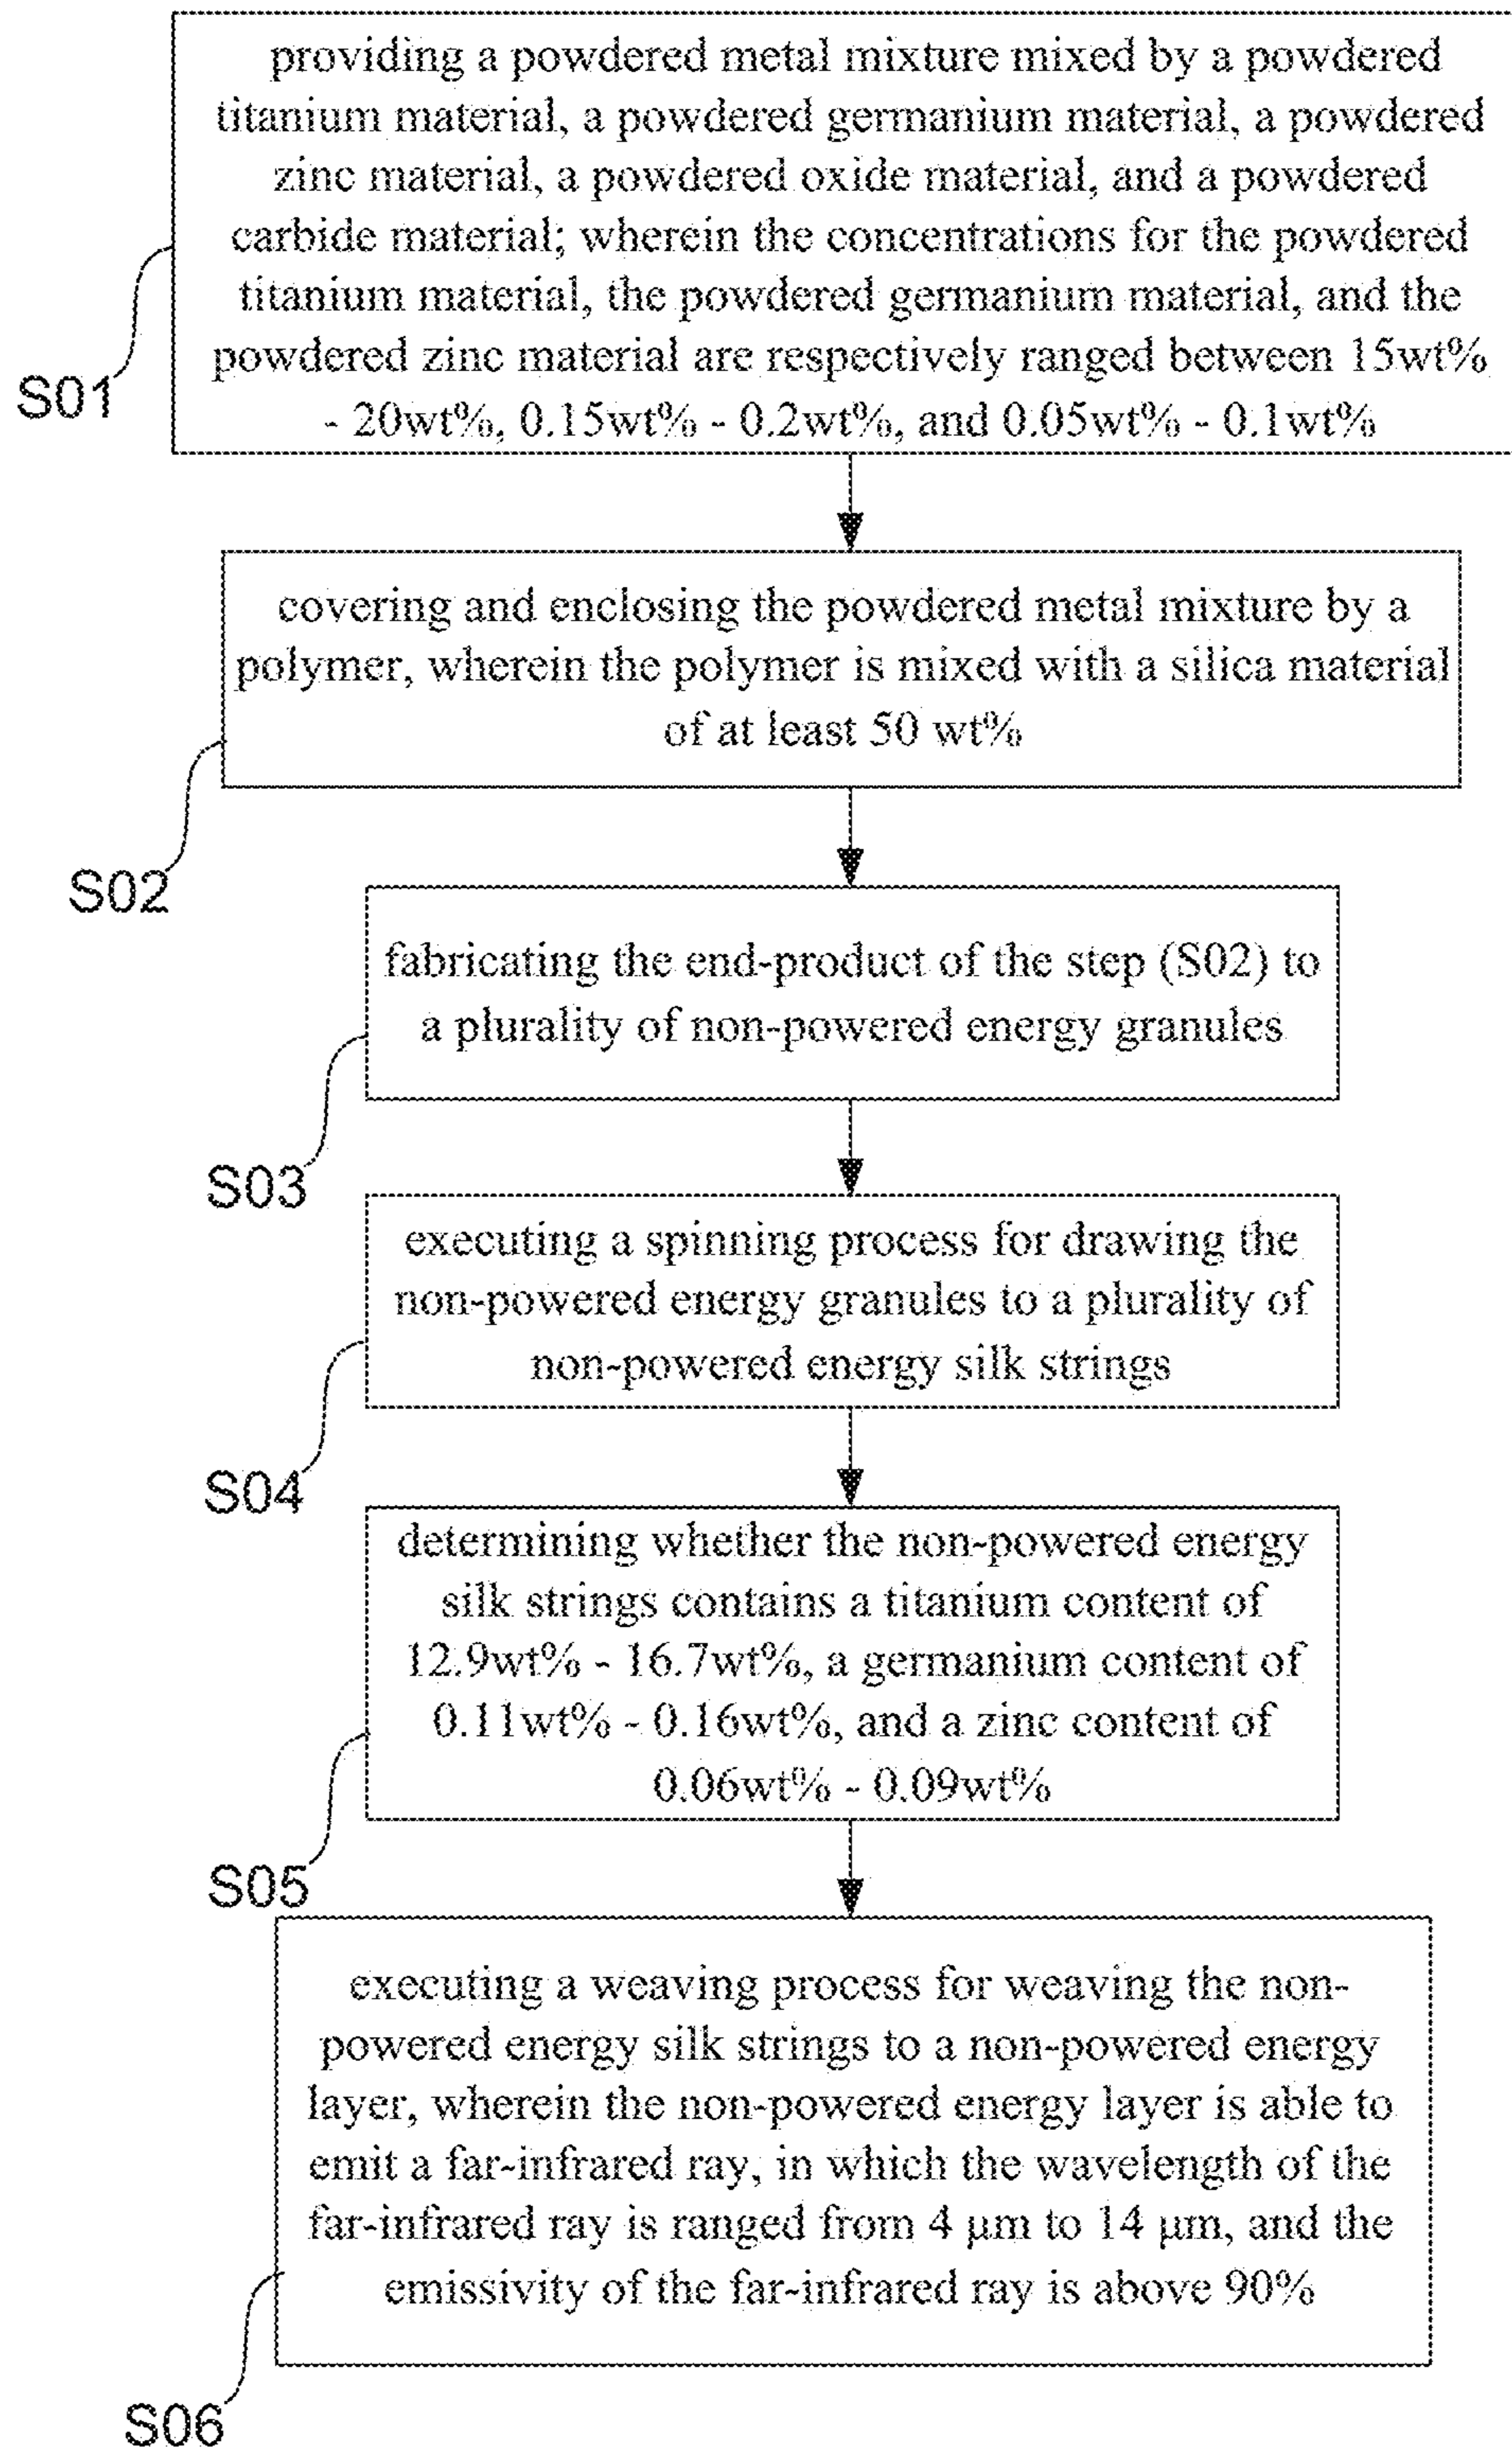 providing a powdered metal mixture mixed by a powdered
titanium material, a powdered germanium material, a powdered
zinc material, a powdered oxide material, and a powdered
carbide material; wherein the concentrations for the powdered
titanium material, the powdered germanium material, and the
powdered zinc material are respectively ranged between 15wt%
- 20wt%, 0.15wt% - 0.2wt%, and 0.05wt% - 0.1wt%
S01
covering and enclosing the powdered metal mixture by a
polymer, wherein the polymer is mixed with a silica material
of at least 50 wt%
S02
fabricating the end-product of the step (S02) to
a plurality of non-powered energy granules
S03
executing a spinning process for drawing the
non-powered energy granules to a plurality of
non-powered energy silk strings
S04
determining whether the non-powered energy
silk strings contains a titanium content of
12.9wt% - 16.7wt%, a germanium content of
0.11wt% - 0.16wt%, and a zinc content of
0.06wt% - 0.09wt%
S05
executing a weaving process for weaving the non-
powered energy silk strings to a non-powered energy
layer, wherein the non-powered energy layer is able to
emit a far-infrared ray, in which the wavelength of the
far-infrared ray is ranged from 4 μm to 14 μm, and the
emissivity of the far-infrared ray is above 90%
S06